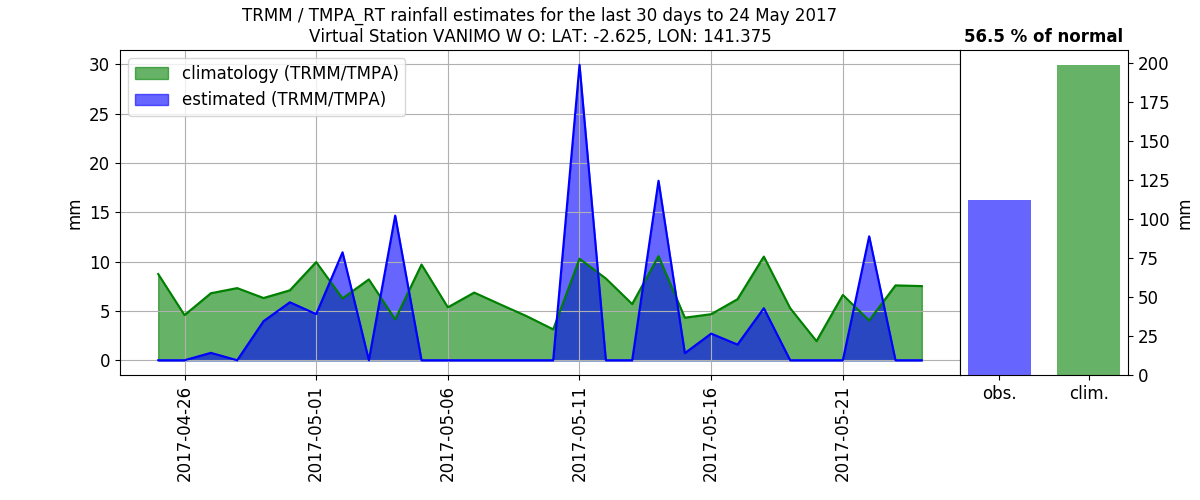 TRMM / TMPA_RT rainfall estimates for the last 30 days to 24 May 2017
Virtual Station VANIMO W O: LAT: -2.625, LON: 141.375
56.5 % of normal
climatology (TRMM/TMPA)
estimated (TRMM/TMPA)
mm
30
25
20
15
10
5
0
2017-04-26
2017-05-01
2017-05-06
2017-05-11
2017-05-16
2017-05-21
obs.
clim.
200
175
150
125
100
75
50
25
0
mm